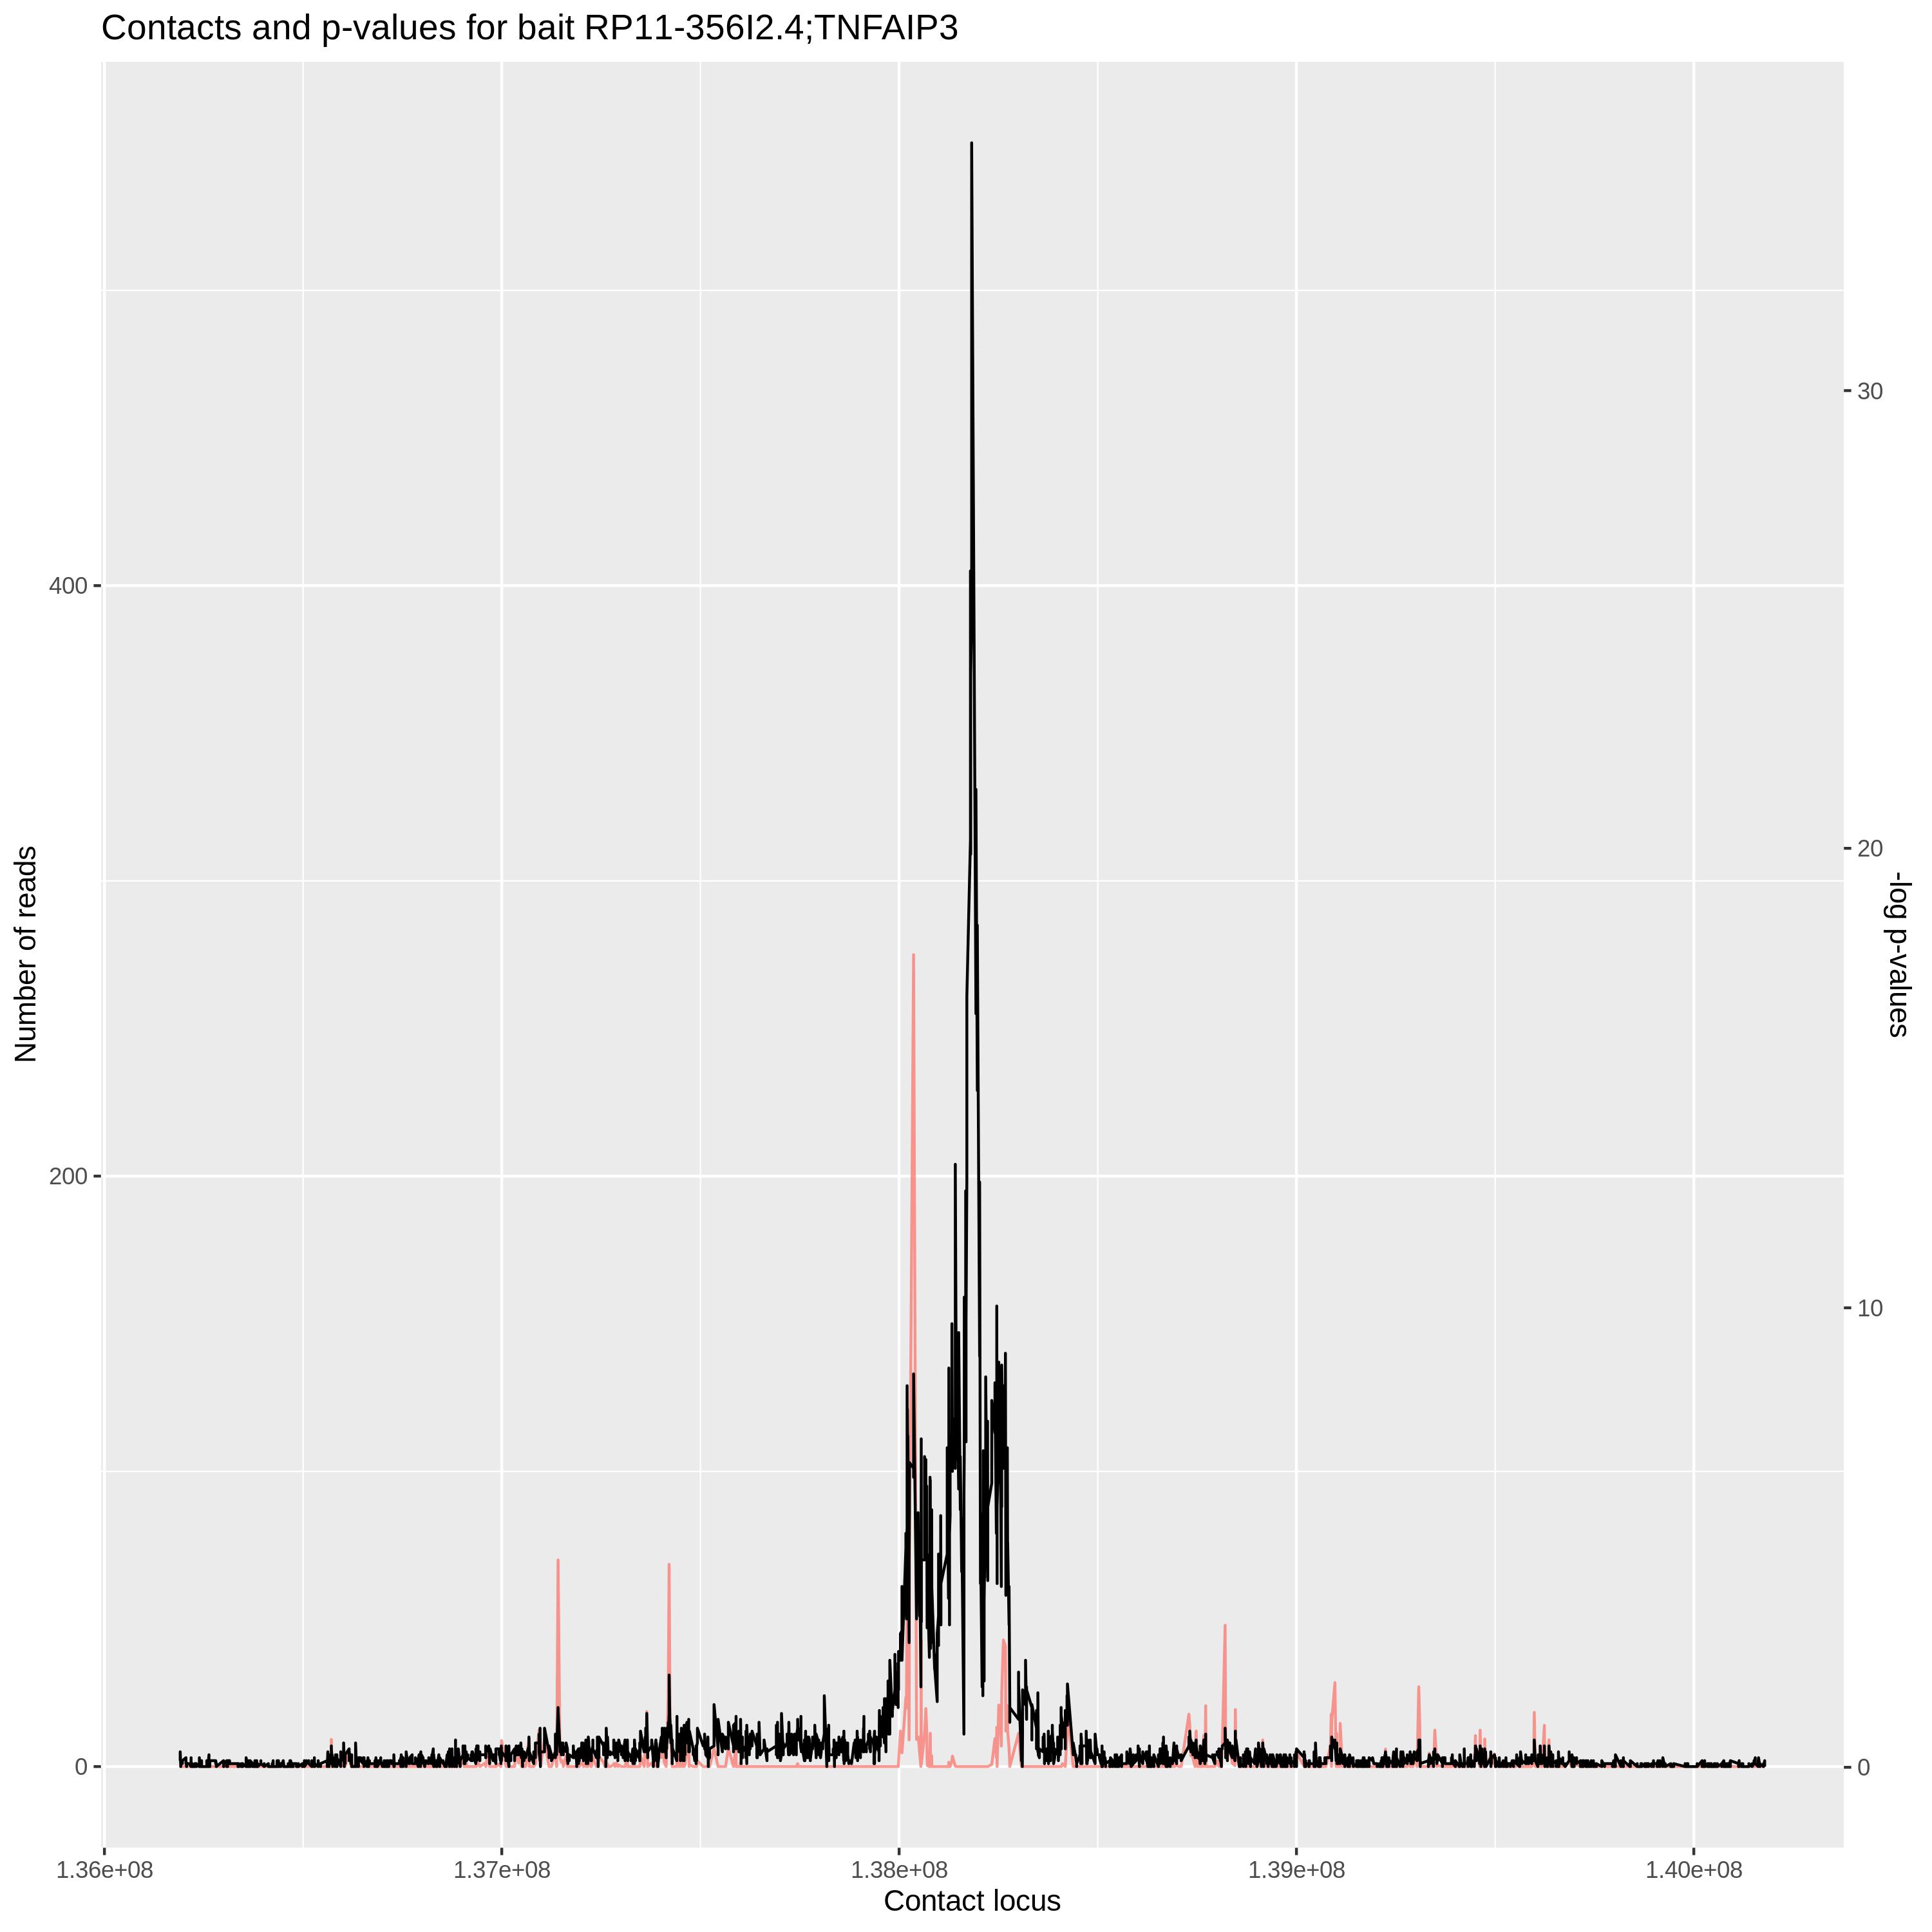 Contacts and p-values for bait RP11-356I2.4;TNFAIP3
Number of reads
400
200
0
30
20
10
0
-log p-values
1.36e+08
1.37e+08
1.38e+08
1.39e+08
1.40e+08
Contact locus